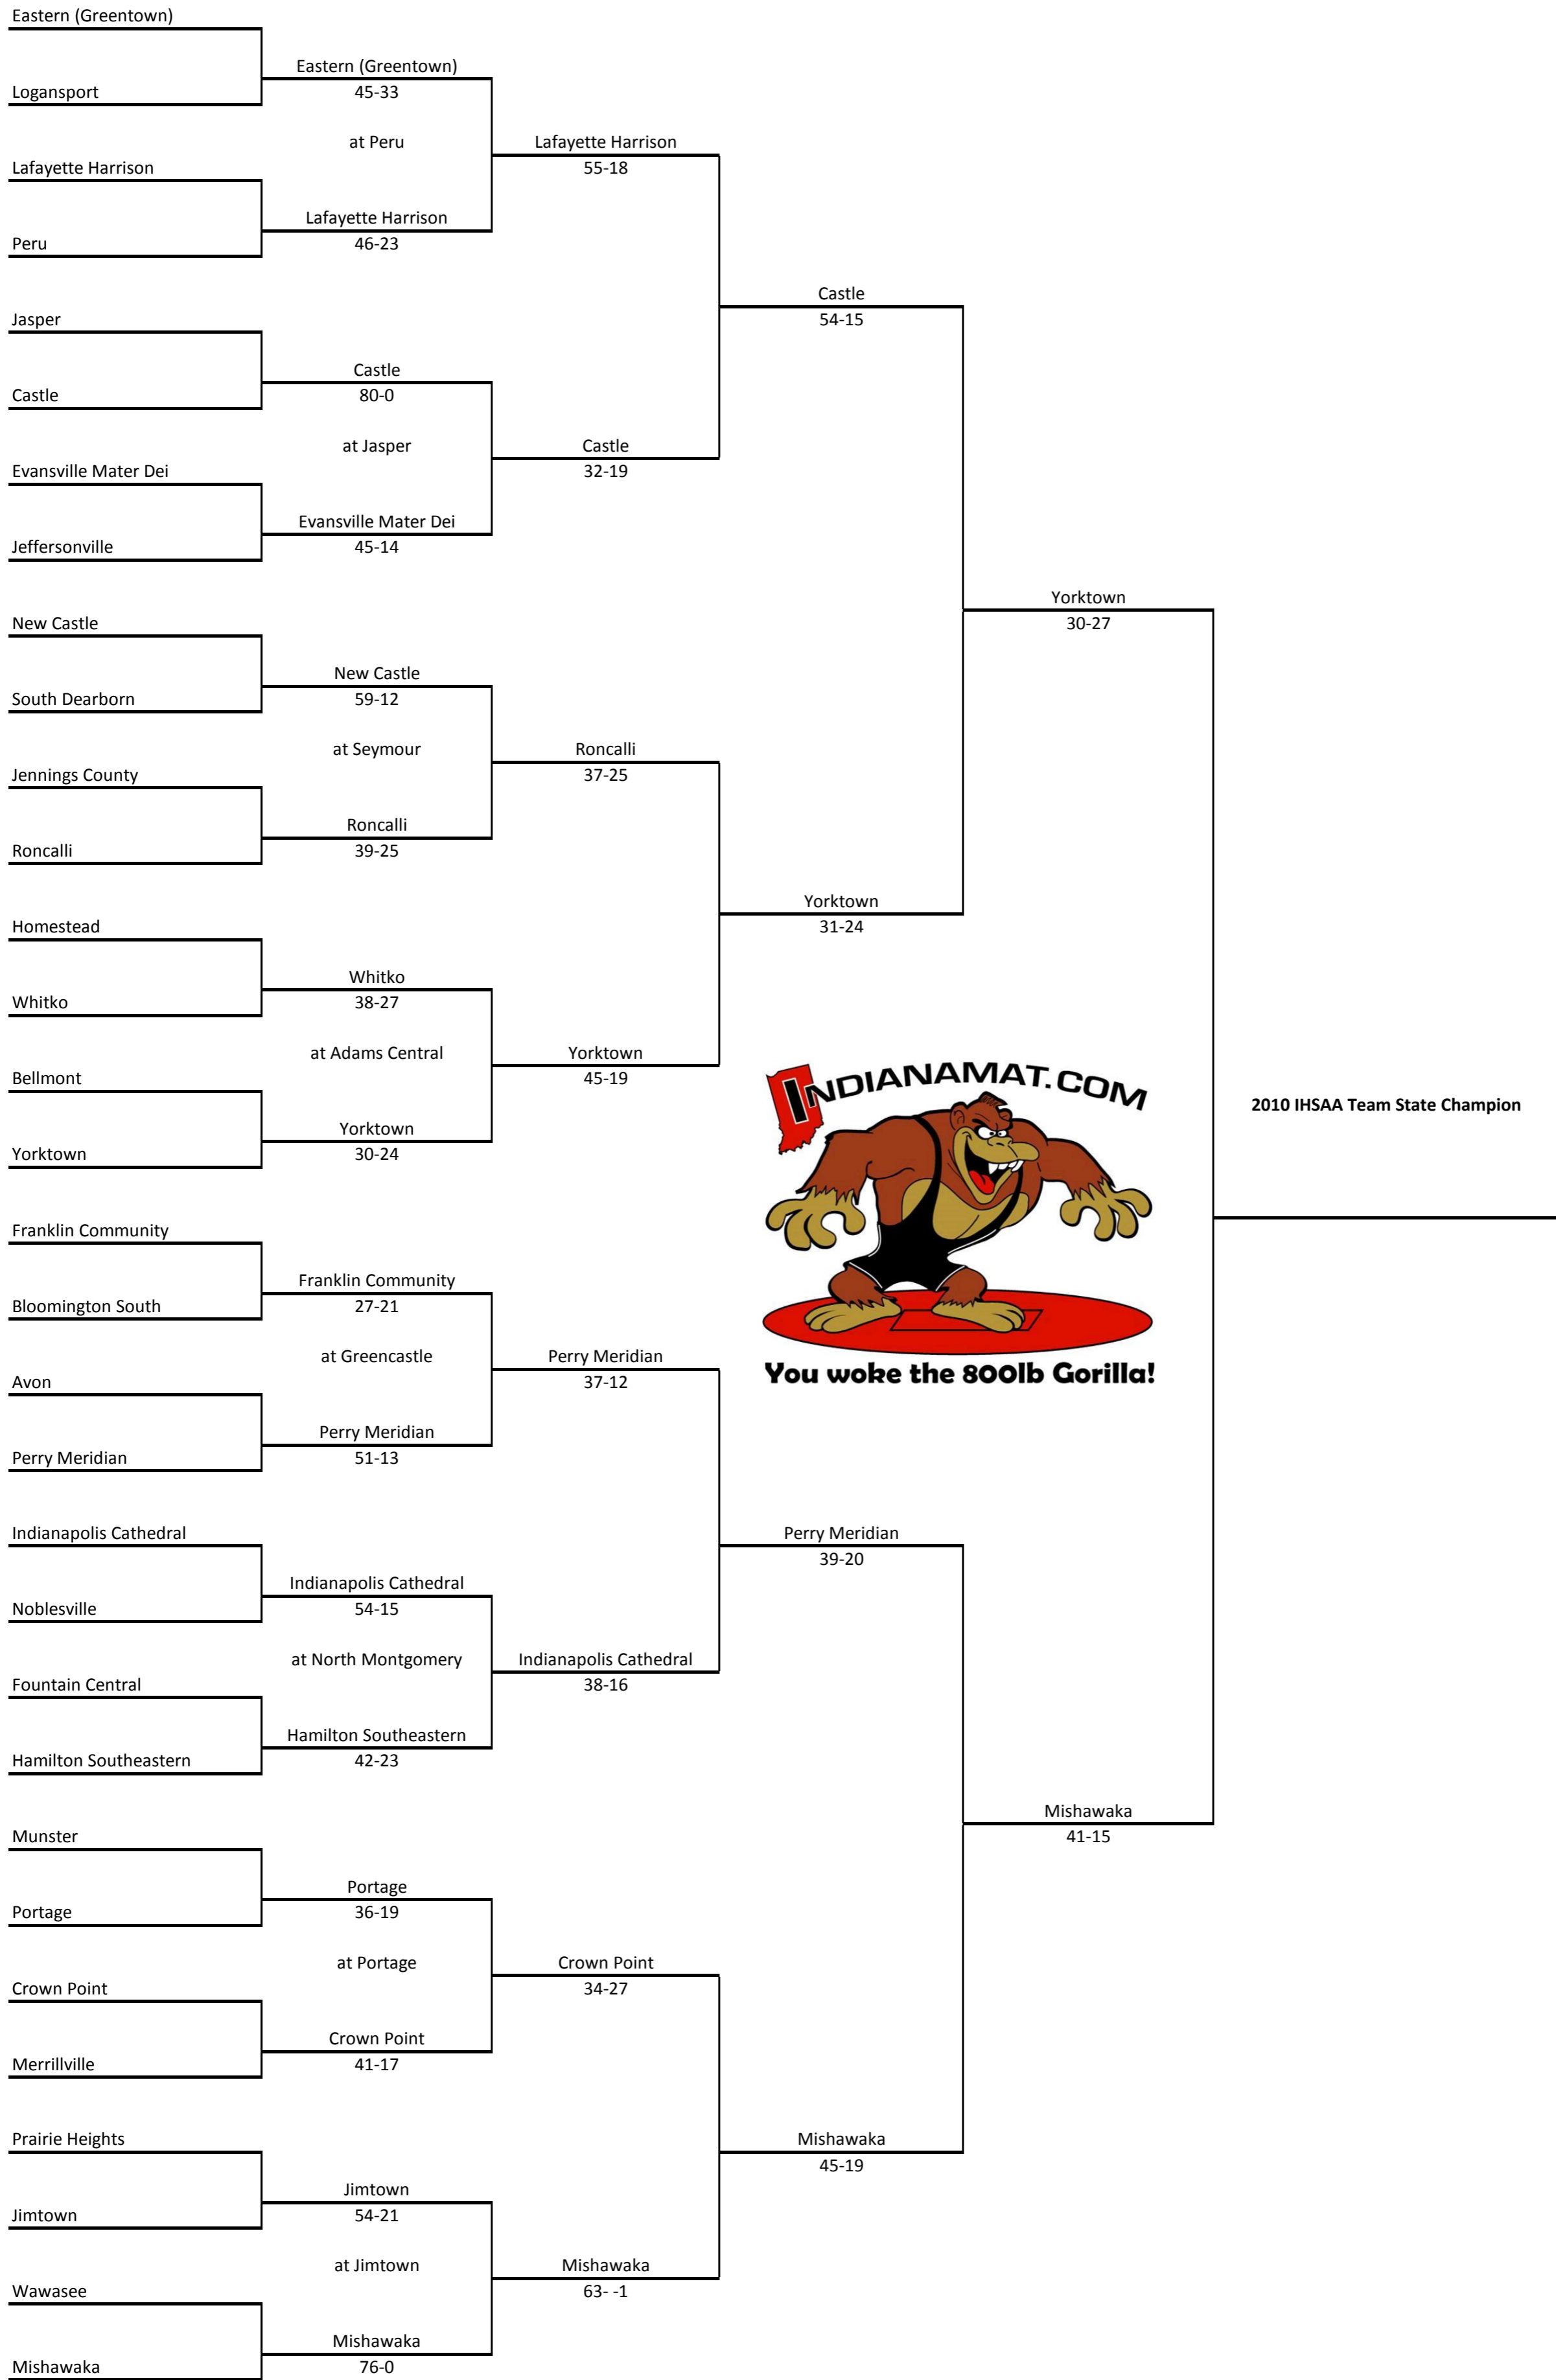 Eastern (Greentown)
Eastern (Greentown)
Logansport
45-33
at Peru
Lafayette Harrison
Lafayette Harrison
55-18
Lafayette Harrison
Peru
46-23
Castle
Jasper
54-15
Castle
Castle
80-0
at Jasper
Castle
Evansville Mater Dei
32-19
Evansville Mater Dei
Jeffersonville
45-14
Yorktown
New Castle
30-27
New Castle
South Dearborn
59-12
at Seymour
Roncalli
Jennings County
37-25
Roncalli
Roncalli
39-25
Yorktown
Homestead
31-24
Whitko
Whitko
38-27
at Adams Central
Yorktown
Bellmont
45-19
INDIANAMAT.COM
2010 IHSAA Team State Champion
Yorktown
Yorktown
30-24
Franklin Community
Franklin Community
Bloomington South
27-21
at Greencastle
Perry Meridian
You woke the 800lb Gorilla!
Avon
37-12
Perry Meridian
Perry Meridian
51-13
Indianapolis Cathedral
Perry Meridian
39-20
Indianapolis Cathedral
Noblesville
54-15
at North Montgomery
Indianapolis Cathedral
Fountain Central
38-16
Hamilton Southeastern
Hamilton Southeastern
42-23
Mishawaka
Munster
41-15
Portage
Portage
36-19
at Portage
Crown Point
Crown Point
34-27
Crown Point
Merrillville
41-17
Prairie Heights
Mishawaka
45-19
Jimtown
Jimtown
54-21
at Jimtown
Mishawaka
Wawasee
63- -1
Mishawaka
Mishawaka
76-0